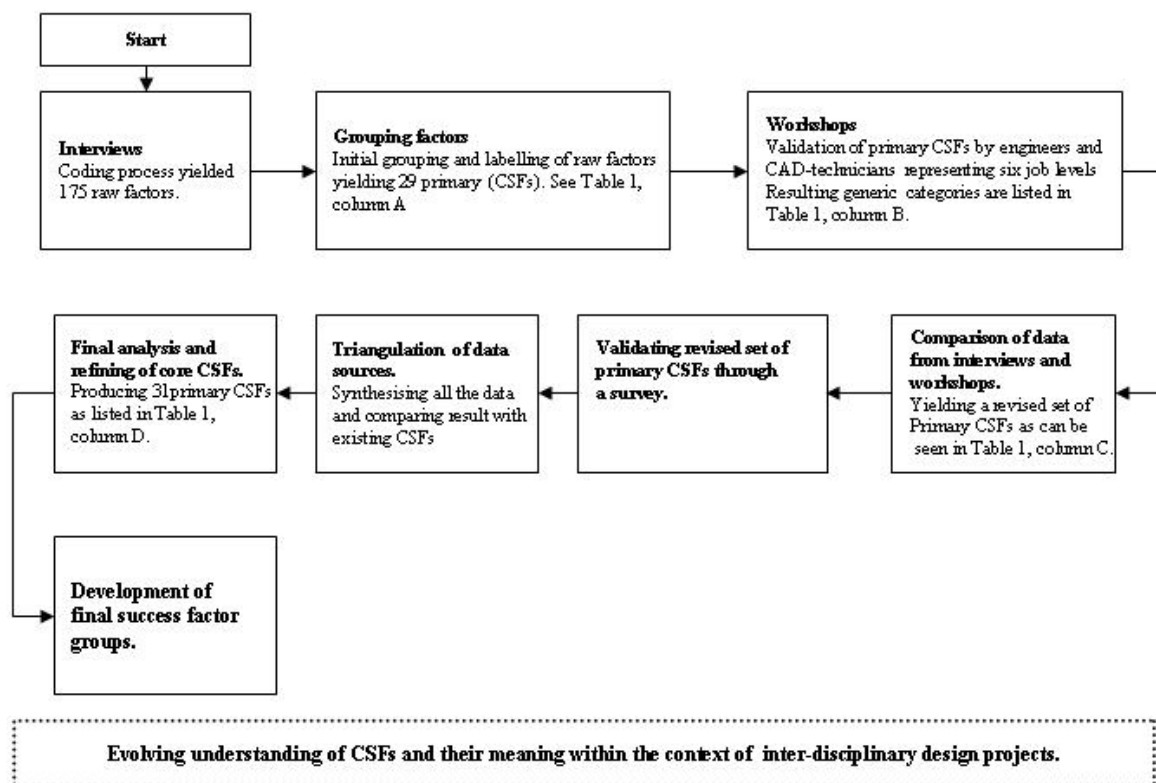 Start
Interviews
Coding process yielded
175 raw factors.
Grouping factors
Initial grouping and labelling of raw factors
yielding 29 primary (CSFs). See Table 1,
column A
Workshops
Validation of primary CSFs by engineers and
CAD-technicians representing six job levels
Resulting generic categories are listed in
Table 1, column B.
Final analysis and
refining of core CSFs.
Producing 31primary CSFs
as listed in Table 1,
column D.
Triangulation of data
sources.
Synthesising all the data
and comparing result with
existing CSFs
Validating revised set of
primary CSFs through
a survey.
Comparison of data
from interviews and
workshops.
Yielding a revised set of
Primary CSFs as can be
seen in Table 1, column C.
Development of
final success factor
groups.
Evolving understanding of CSFs and their meaning within the context of inter-disciplinary design projects.